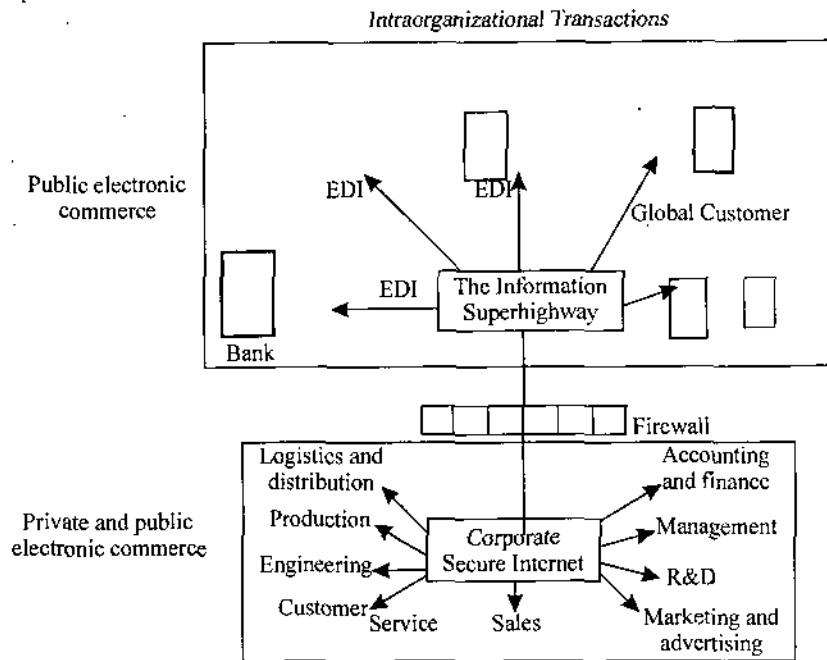 Intraorganizational Transactions
Public electronic
commerce
EDI
EDI
Global Customer
EDI
The Information
Superhighway
Bank
Firewall
Private and public
electronic commerce
Logistics and
distribution
Production
Engineering
Customer
Service
Sales
Corporate
Secure Internet
Accounting
and finance
Management
R&D
Marketing and
advertising